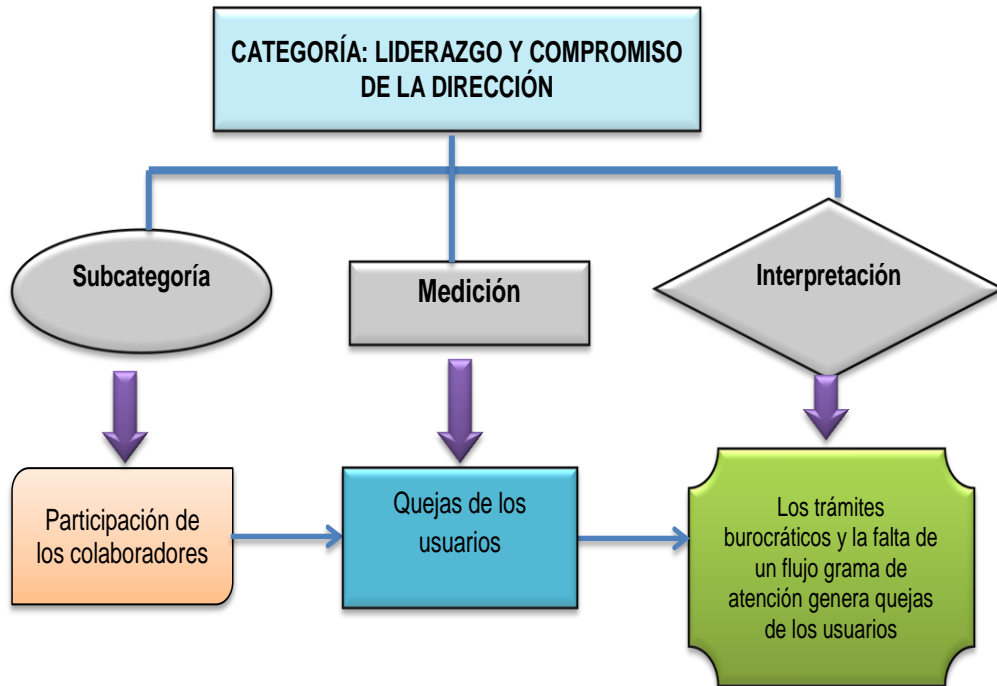 CATEGORÍA: LIDERAZGO Y COMPROMISO
DE LA DIRECCIÓN
Subcategoría
Medición
Interpretación
Participación de
los colaboradores
Quejas de los
usuarios
Los trámites
burocráticos y la falta de
un flujo grama de
atención genera quejas
de los usuarios